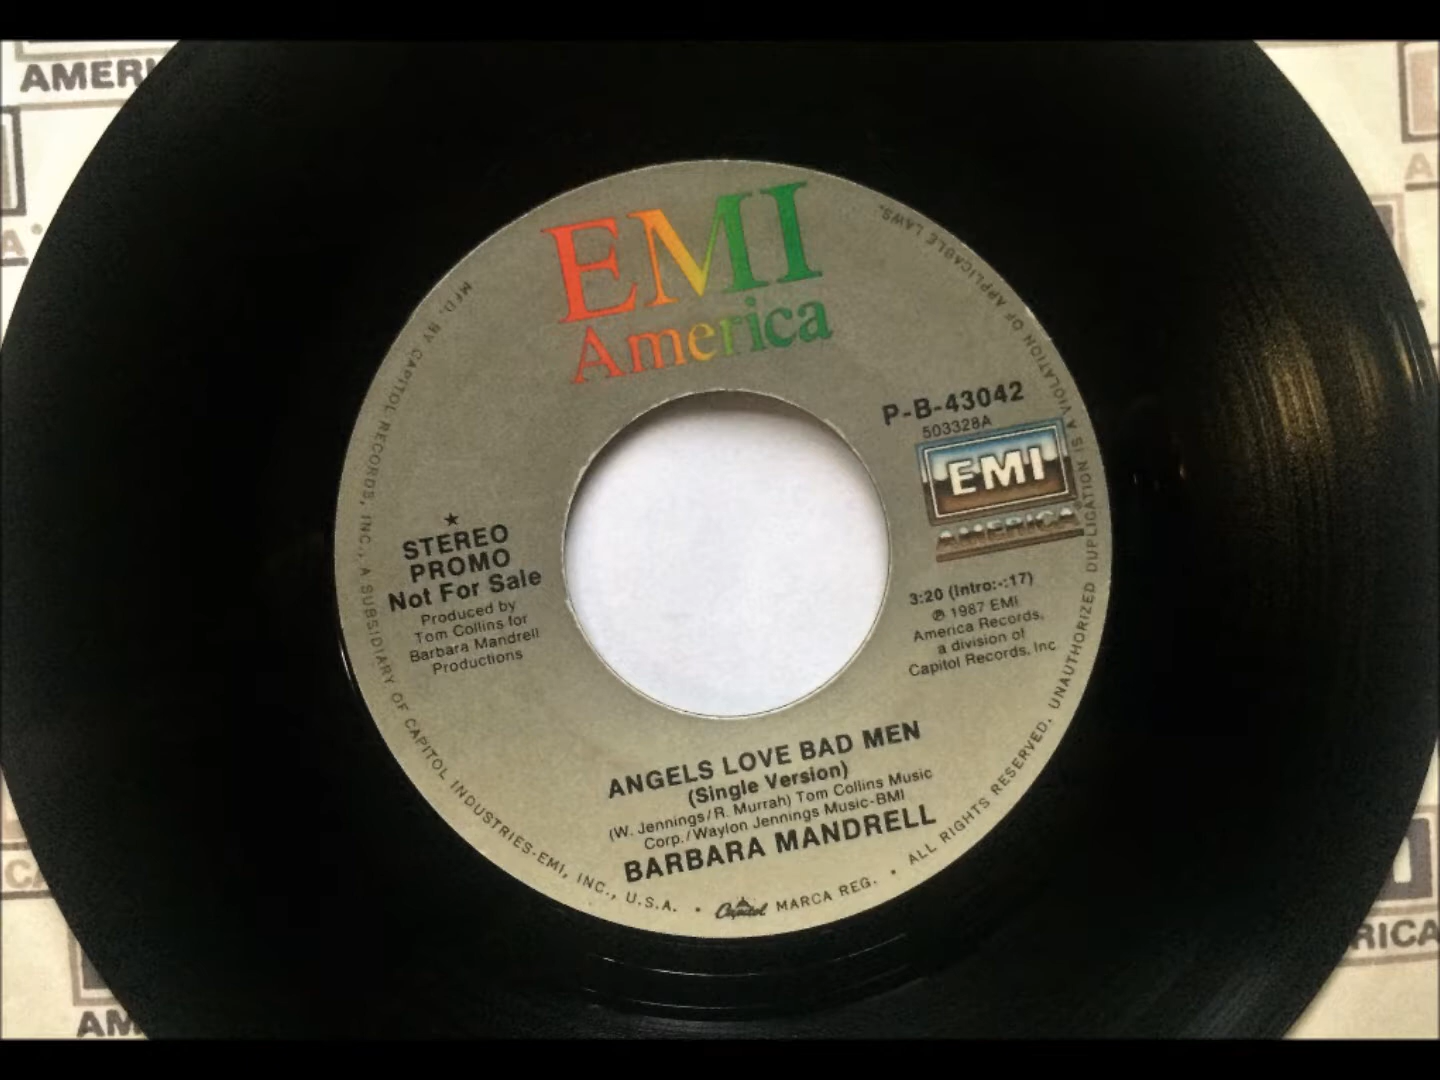 AMERI
EMI
America
P-B-43042
503328A
EMI
AMERICA
★
STEREO
PROMO
Not For Sale
Produced by
Tom Collins for
Barbara Mandrell
Productions
3:20 (Intro:-:17)
℗ 1987 EMI
America Records,
a division of
Capitol Records, Inc
ANGELS LOVE BAD MEN
(Single Version)
(W. Jennings/R. Murrah) Tom Collins Music
Corp./Waylon Jennings Music-BMI
BARBARA MANDRELL
MFD. BY CAPITOL RECORDS, INC., A SUBSIDIARY OF CAPITOL INDUSTRIES-EMI, INC., U.S.A. • Capitol MARCA REG. • ALL RIGHTS RESERVED. UNAUTHORIZED DUPLICATION IS A VIOLATION OF APPLICABLE LAWS.
A
A
CA
RICA
AM